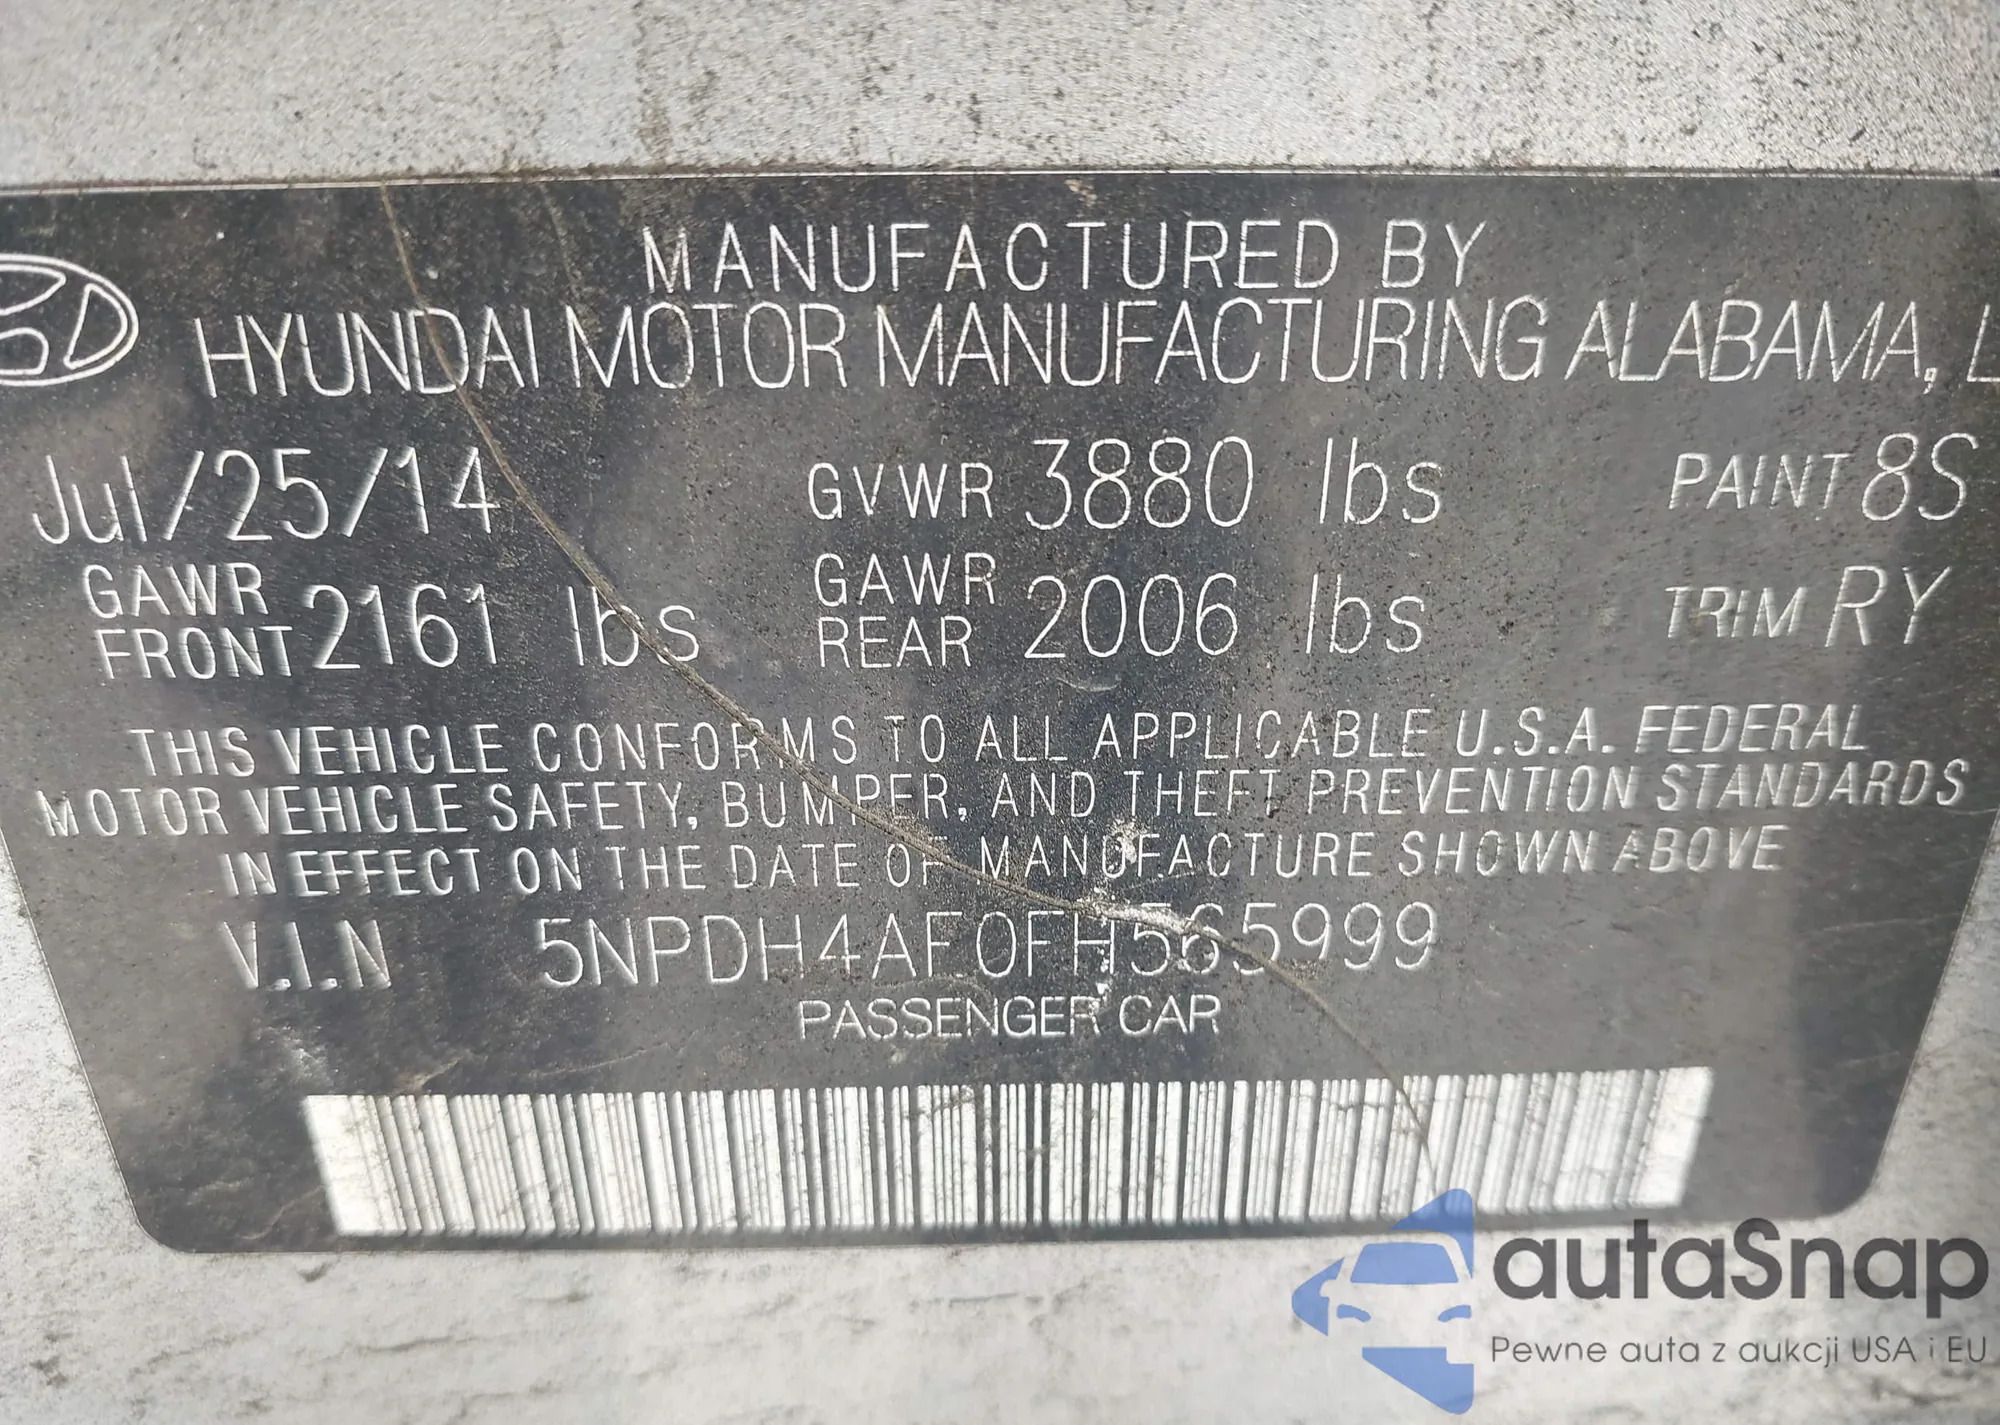 MANUFACTURED BY
HYUNDAI MOTOR MANUFACTURING ALABAMA, L
Jul/25/14 GVWR 3880 lbs PAINT 8S
GAWR FRONT 2161 lbs GAWR REAR 2006 lbs TRIM RY
THIS VEHICLE CONFORMS TO ALL APPLICABLE U.S.A. FEDERAL
MOTOR VEHICLE SAFETY, BUMPER, AND THEFT PREVENTION STANDARDS
IN EFFECT ON THE DATE OF MANUFACTURE SHOWN ABOVE
V.I.N 5NPDH4AE0FH565999
PASSENGER CAR
autaSnap
Pewne auta z aukcji USA i EU